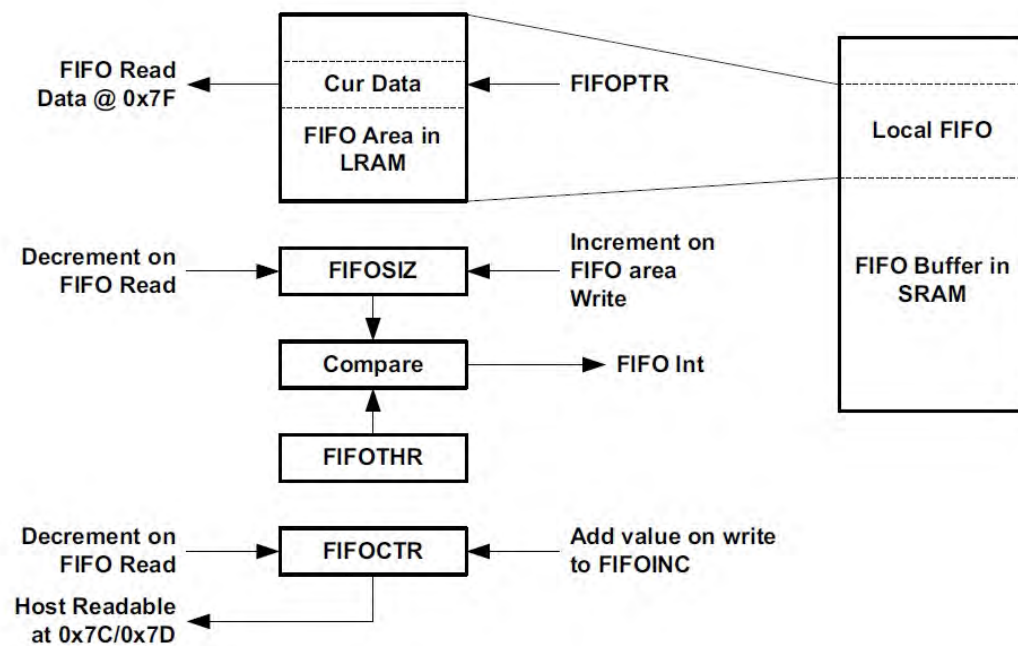 FIFO Read
Data @ 0x7F
Cur Data
FIFOPTR
FIFO Area in
LRAM
Local FIFO
FIFO Buffer in
SRAM
Decrement on
FIFO Read
FIFOSIZ
Increment on
FIFO area
Write
Compare
FIFO Int
FIFOTHR
Decrement on
FIFO Read
FIFOCTR
Add value on write
to FIFOINC
Host Readable
at 0x7C/0x7D